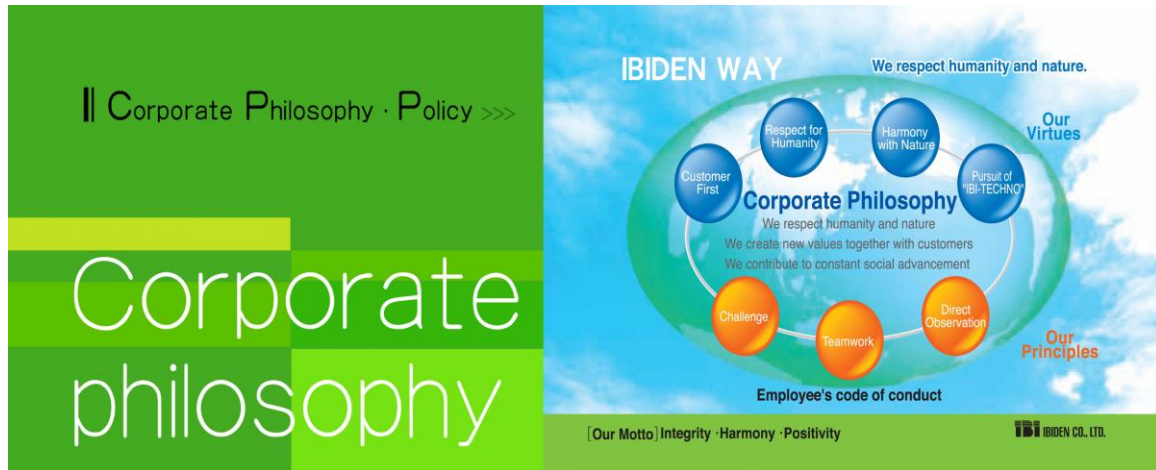 Corporate Philosophy · Policy >>>
Corporate
philosophy
IBIDEN WAY
We respect humanity and nature.
Our
Virtues
Respect for
Humanity
Harmony
with Nature
Customer
First
Pursuit of
"IBI-TECHNO"
Corporate Philosophy
We respect humanity and nature
We create new values together with customers
We contribute to constant social advancement
Challenge
Teamwork
Direct
Observation
Our
Principles
Employee's code of conduct
[Our Motto] Integrity ·Harmony ·Positivity
IBI IBIDEN CO., LTD.